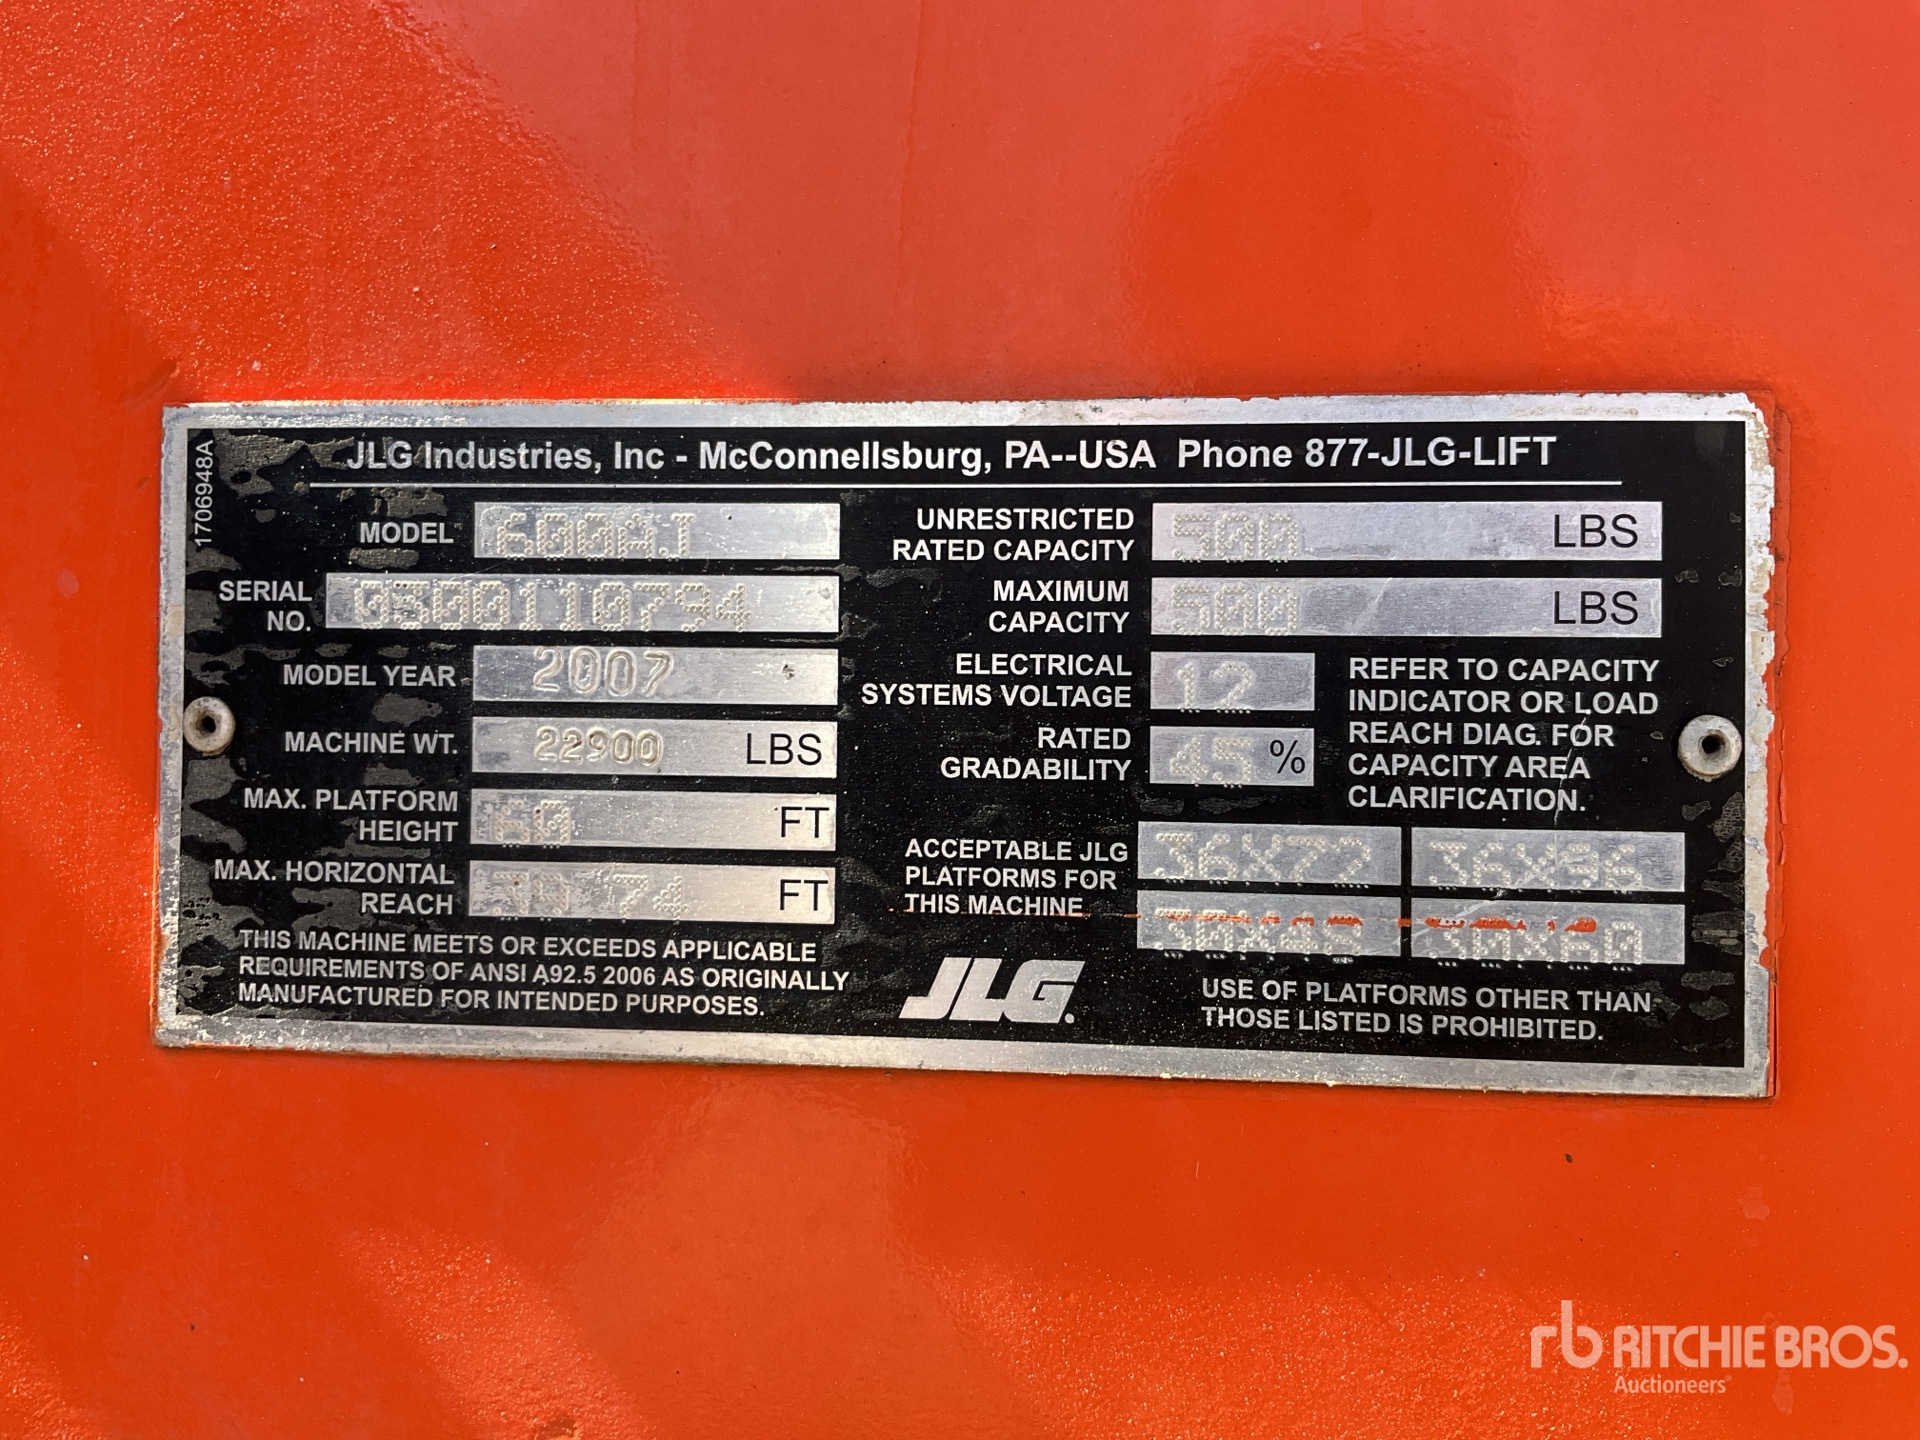 1706948A
JLG Industries, Inc - McConnellsburg, PA--USA Phone 877-JLG-LIFT
MODEL 600AJ
SERIAL
NO. 0300110794
MODEL YEAR 2007
MACHINE WT. 22900 LBS
MAX. PLATFORM
HEIGHT 60 FT
MAX. HORIZONTAL
REACH 39.74 FT
THIS MACHINE MEETS OR EXCEEDS APPLICABLE
REQUIREMENTS OF ANSI A92.5 2006 AS ORIGINALLY
MANUFACTURED FOR INTENDED PURPOSES.
UNRESTRICTED
RATED CAPACITY 500 LBS
MAXIMUM
CAPACITY 500 LBS
ELECTRICAL
SYSTEMS VOLTAGE 12
RATED
GRADABILITY 45 %
REFER TO CAPACITY
INDICATOR OR LOAD
REACH DIAG. FOR
CAPACITY AREA
CLARIFICATION.
ACCEPTABLE JLG
PLATFORMS FOR
THIS MACHINE
36X72 36X96
30X48 30X60
JLG.
USE OF PLATFORMS OTHER THAN
THOSE LISTED IS PROHIBITED.
rb RITCHIE BROS.
Auctioneers